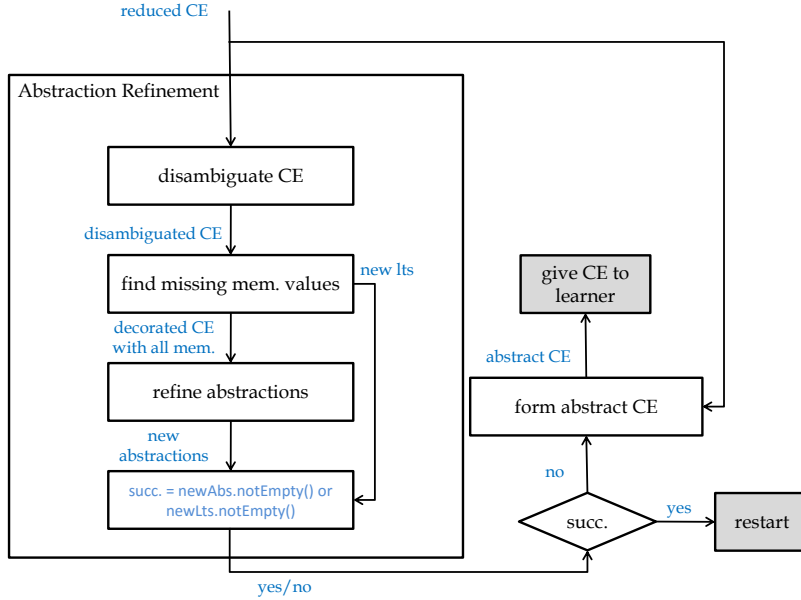 reduced CE
Abstraction Refinement
disambiguate CE
disambiguated CE
find missing mem. values
new lts
decorated CE
with all mem.
refine abstractions
new
abstractions
succ. = newAbs.notEmpty() or
newLts.notEmpty()
yes/no
give CE to
learner
abstract CE
form abstract CE
no
succ.
yes
restart